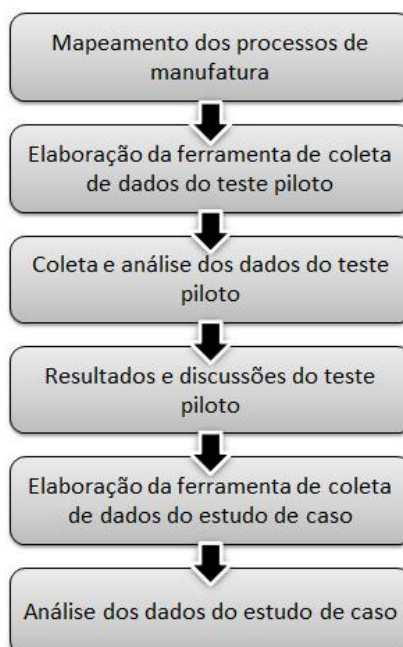 Mapeamento dos processos de
manufatura
Elaboração da ferramenta de coleta
de dados do teste piloto
Coleta e análise dos dados do teste
piloto
Resultados e discussões do teste
piloto
Elaboração da ferramenta de coleta
de dados do estudo de caso
Análise dos dados do estudo de caso